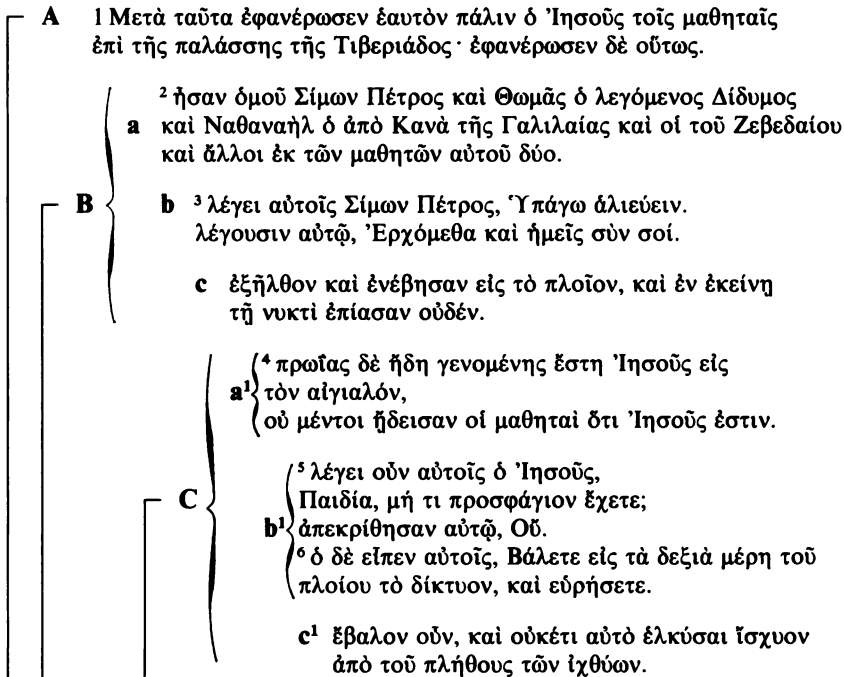 A 1 Μετὰ ταῦτα ἐφανέρωσεν ἑαυτὸν πάλιν ὁ Ἰησοῦς τοῖς μαθηταῖς
ἐπὶ τῆς παλάσσης τῆς Τιβεριάδος· ἐφανέρωσεν δὲ οὕτως.
² ἦσαν ὁμοῦ Σίμων Πέτρος καὶ Θωμᾶς ὁ λεγόμενος Δίδυμος
a καὶ Ναθαναὴλ ὁ ἀπὸ Κανὰ τῆς Γαλιλαίας καὶ οἱ τοῦ Ζεβεδαίου
καὶ ἄλλοι ἐκ τῶν μαθητῶν αὐτοῦ δύο.
B b ³ λέγει αὐτοῖς Σίμων Πέτρος, Ὑπάγω ἁλιεύειν.
λέγουσιν αὐτῷ, Ἐρχόμεθα καὶ ἡμεῖς σὺν σοί.
c ἐξῆλθον καὶ ἐνέβησαν εἰς τὸ πλοῖον, καὶ ἐν ἐκείνῃ
τῇ νυκτὶ ἐπίασαν οὐδέν.
⁴ πρωΐας δὲ ἤδη γενομένης ἔστη Ἰησοῦς εἰς
a¹ τὸν αἰγιαλόν,
οὐ μέντοι ᾔδεισαν οἱ μαθηταὶ ὅτι Ἰησοῦς ἐστιν.
⁵ λέγει οὖν αὐτοῖς ὁ Ἰησοῦς,
C Παιδία, μή τι προσφάγιον ἔχετε;
b¹ ἀπεκρίθησαν αὐτῷ, Οὔ.
⁶ ὁ δὲ εἶπεν αὐτοῖς, Βάλετε εἰς τὰ δεξιὰ μέρη τοῦ
πλοίου τὸ δίκτυον, καὶ εὑρήσετε.
c¹ ἔβαλον οὖν, καὶ οὐκέτι αὐτὸ ἑλκύσαι ἴσχυον
ἀπὸ τοῦ πλήθους τῶν ἰχθύων.